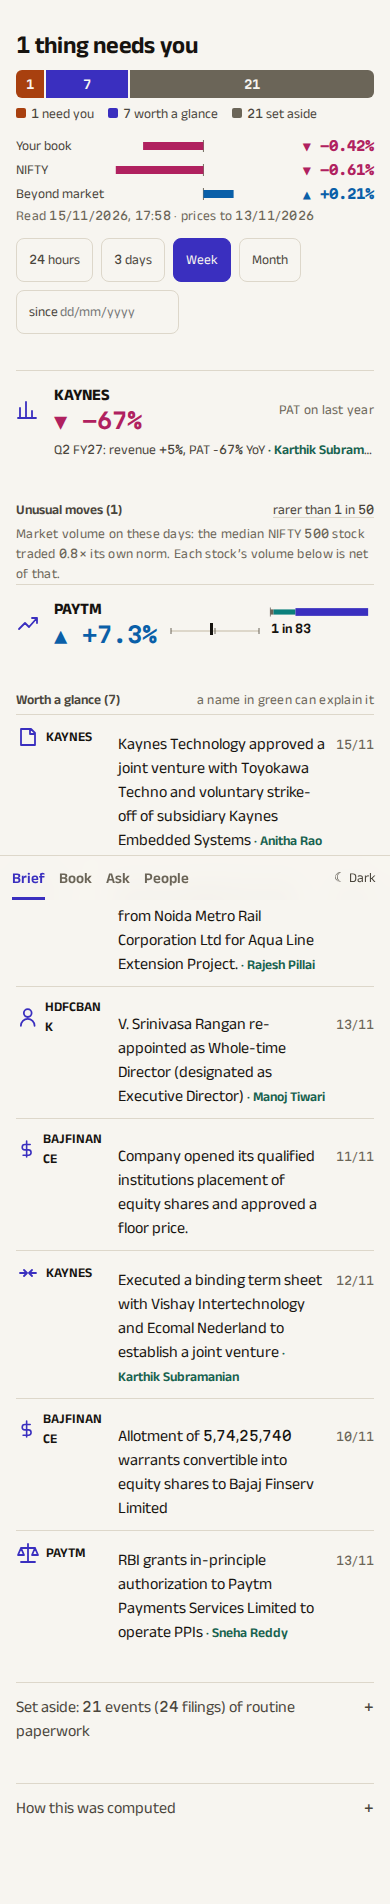 1 thing needs you
1 7 21
1 need you 7 worth a glance 21 set aside
Your book ▼ −0.42%
NIFTY ▼ −0.61%
Beyond market ▲ +0.21%
Read 15/11/2026, 17:58 · prices to 13/11/2026
24 hours 3 days Week Month
since dd/mm/yyyy
KAYNES
▼ −67% PAT on last year
Q2 FY27: revenue +5%, PAT -67% YoY · Karthik Subram…
Unusual moves (1) rarer than 1 in 50
Market volume on these days: the median NIFTY 500 stock
traded 0.8× its own norm. Each stock's volume below is net
of that.
PAYTM
▲ +7.3% 1 in 83
Worth a glance (7) a name in green can explain it
KAYNES Kaynes Technology approved a 15/11
joint venture with Toyokawa
Techno and voluntary strike-
off of subsidiary Kaynes
Embedded Systems · Anitha Rao
Brief Book Ask People ☾ Dark
from Noida Metro Rail
Corporation Ltd for Aqua Line
Extension Project. · Rajesh Pillai
HDFCBAN
K
V. Srinivasa Rangan re- 13/11
appointed as Whole-time
Director (designated as
Executive Director) · Manoj Tiwari
BAJFINAN
CE
Company opened its qualified 11/11
institutions placement of
equity shares and approved a
floor price.
KAYNES Executed a binding term sheet 12/11
with Vishay Intertechnology
and Ecomal Nederland to
establish a joint venture ·
Karthik Subramanian
BAJFINAN
CE
Allotment of 5,74,25,740 10/11
warrants convertible into
equity shares to Bajaj Finserv
Limited
PAYTM RBI grants in-principle 13/11
authorization to Paytm
Payments Services Limited to
operate PPIs · Sneha Reddy
Set aside: 21 events (24 filings) of routine +
paperwork
How this was computed +